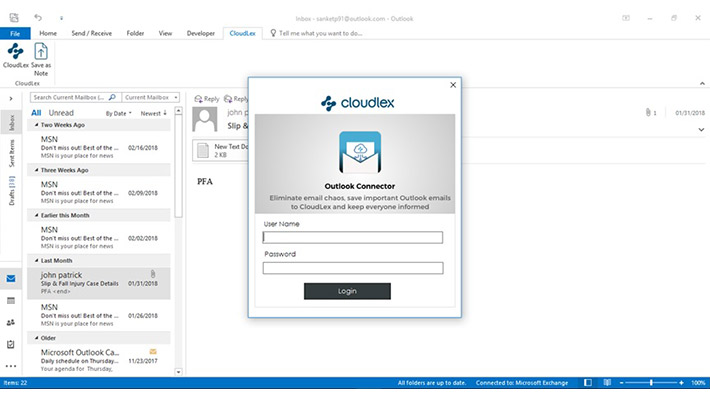 inbox - sanketp91@outlook.com - Outlook
File Home Send / Receive Folder View Developer CloudLex Tell me what you want to do...
CloudLex Save as Note
CloudLex
Search Current Mailbox (... Current Mailbox
All Unread By Date Newest
Two Weeks Ago
MSN
Don't miss out! Best of the ... 02/16/2018
MSN is your place for news
Three Weeks Ago
MSN
Don't miss out! Best of the ... 02/09/2018
MSN is your place for news
Earlier this Month
MSN
Don't miss out! Best of the ... 02/02/2018
MSN is your place for news
Last Month
john patrick
Slip & Fall Injury Case Details 01/31/2018
PFA <end>
MSN
Don't miss out! Best of the ... 01/26/2018
MSN is your place for news
Older
Microsoft Outlook Ca...
Daily schedule on Thursday,... 11/23/2017
Your agenda for Thursday,
Inbox
Sent Items
Drafts [18]
Reply Reply
john p
Slip &
1 01/31/2018
New Text Do
2 KB
PFA
cloudlex
Outlook Connector
Eliminate email chaos, save important Outlook emails
to CloudLex and keep everyone informed
User Name
Password
Login
Items: 22 All folders are up to date. Connected to: Microsoft Exchange 100%